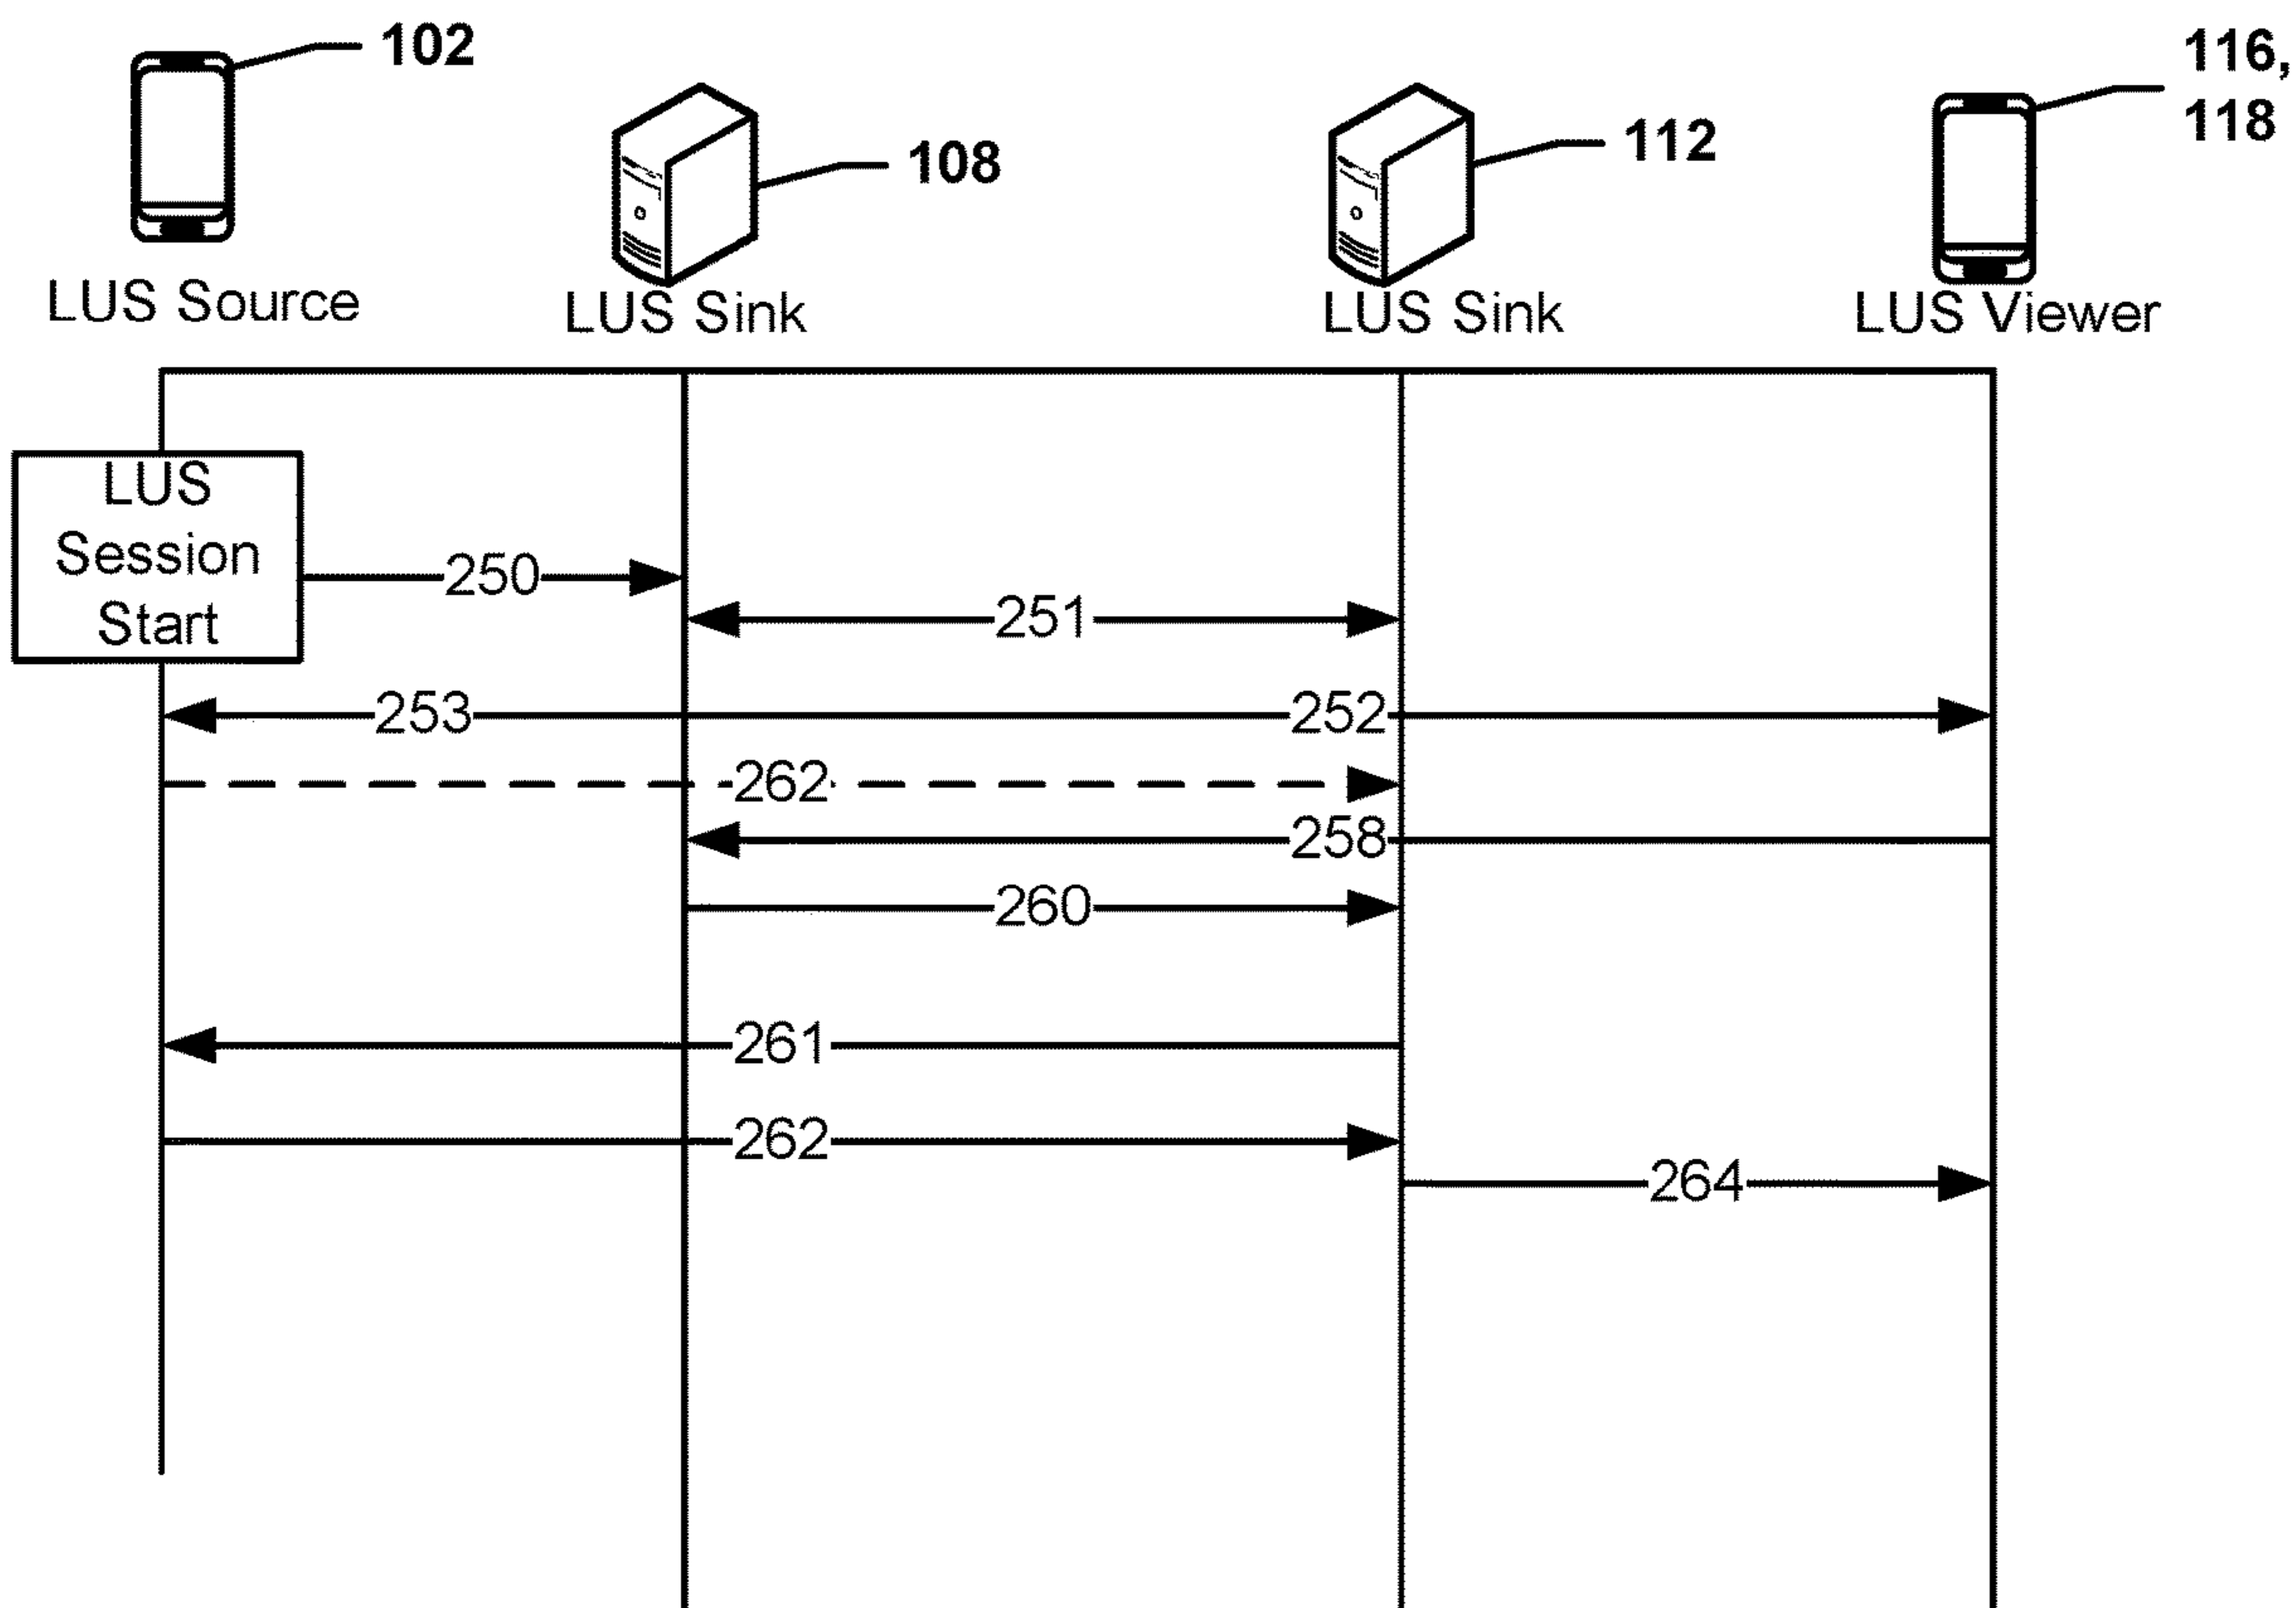 102
116,
118
108
112
LUS Source
LUS Sink
LUS Sink
LUS Viewer
LUS
Session
Start
250
251
253
252
262
258
260
261
262
264